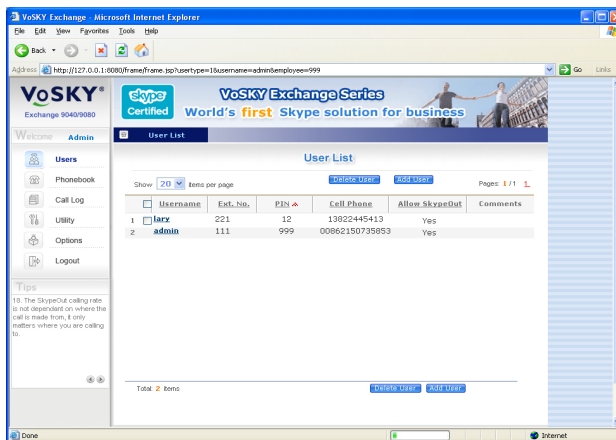 VoSKY Exchange - Microsoft Internet Explorer
File Edit View Favorites Tools Help
Back
Address http://127.0.0.1:8080/frame/frame.jsp?usertype=1&username=admin&employee=999 Go Links
VoSKY®
Exchange 9040/9080
skype
Certified
VoSKY Exchange Series
World's first Skype solution for business
Welcome Admin
User List
Users
Phonebook
Call Log
Utility
Options
Logout
User List
Show 20 items per page Delete User Add User Pages: 1 / 1 1
Username Ext. No. PIN Cell Phone Allow SkypeOut Comments
1 lary 221 12 13822445413 Yes
2 admin 111 999 00862150735853 Yes
Tips
18. The SkypeOut calling rate
is not dependant on where the
call is made from, it only
matters where you are calling
to.
Total: 2 items Delete User Add User
Done Internet